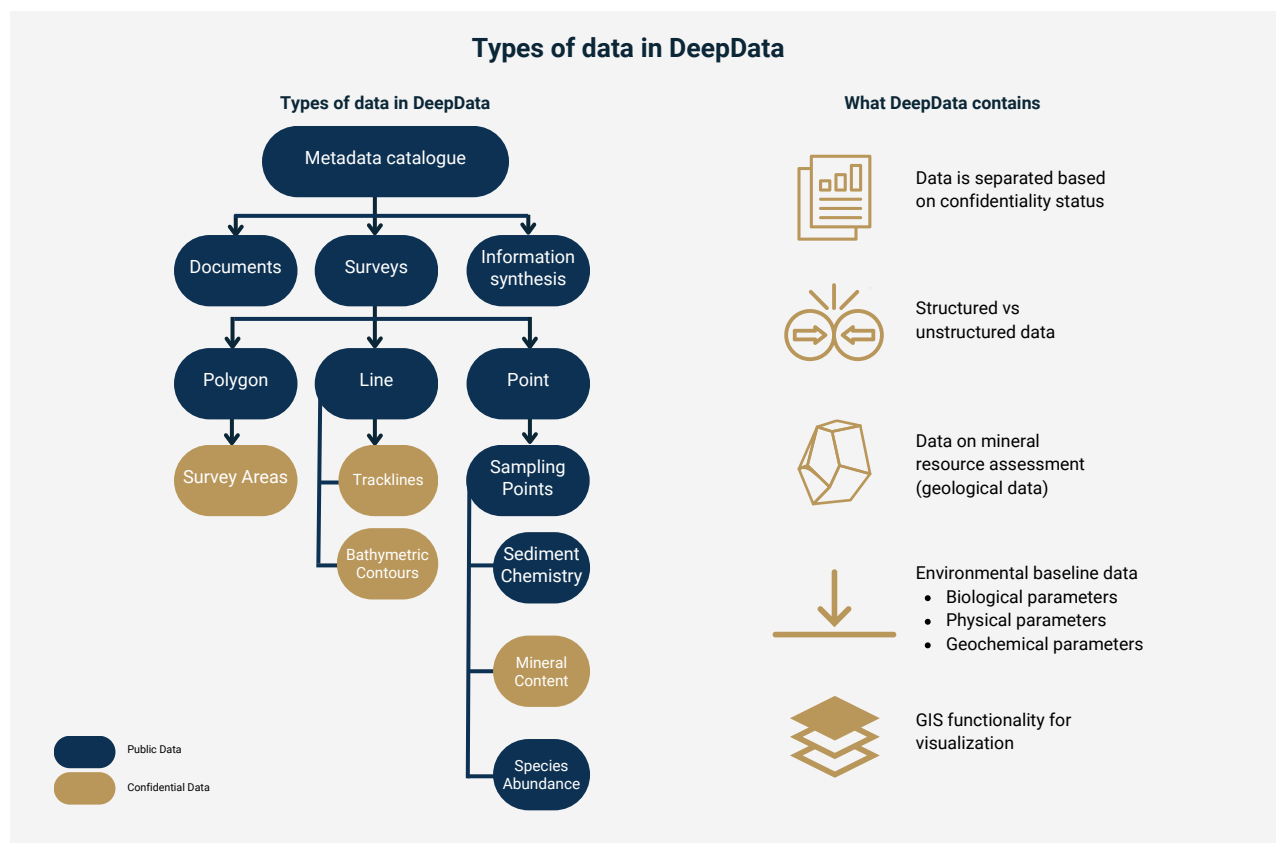 Types of data in DeepData
Types of data in DeepData
Metadata catalogue
Documents
Surveys
Information
synthesis
Polygon
Line
Point
Survey Areas
Tracklines
Sampling
Points
Bathymetric
Contours
Sediment
Chemistry
Mineral
Content
Species
Abundance
Public Data
Confidential Data
What DeepData contains
Data is separated based
on confidentiality status
Structured vs
unstructured data
Data on mineral
resource assessment
(geological data)
Environmental baseline data
• Biological parameters
• Physical parameters
• Geochemical parameters
GIS functionality for
visualization